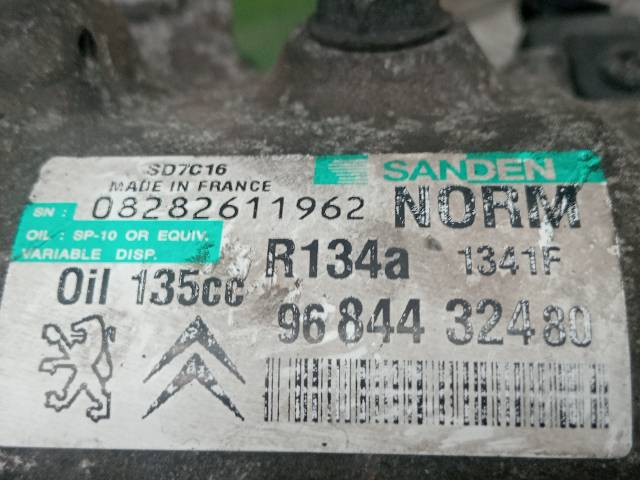 SD7C16
SANDEN
MADE IN FRANCE
SN : 08282611962
NORM
OIL : SP-10 OR EQUIV.
VARIABLE DISP.
R134a 1341F
Oil 135cc
96 844 324 80